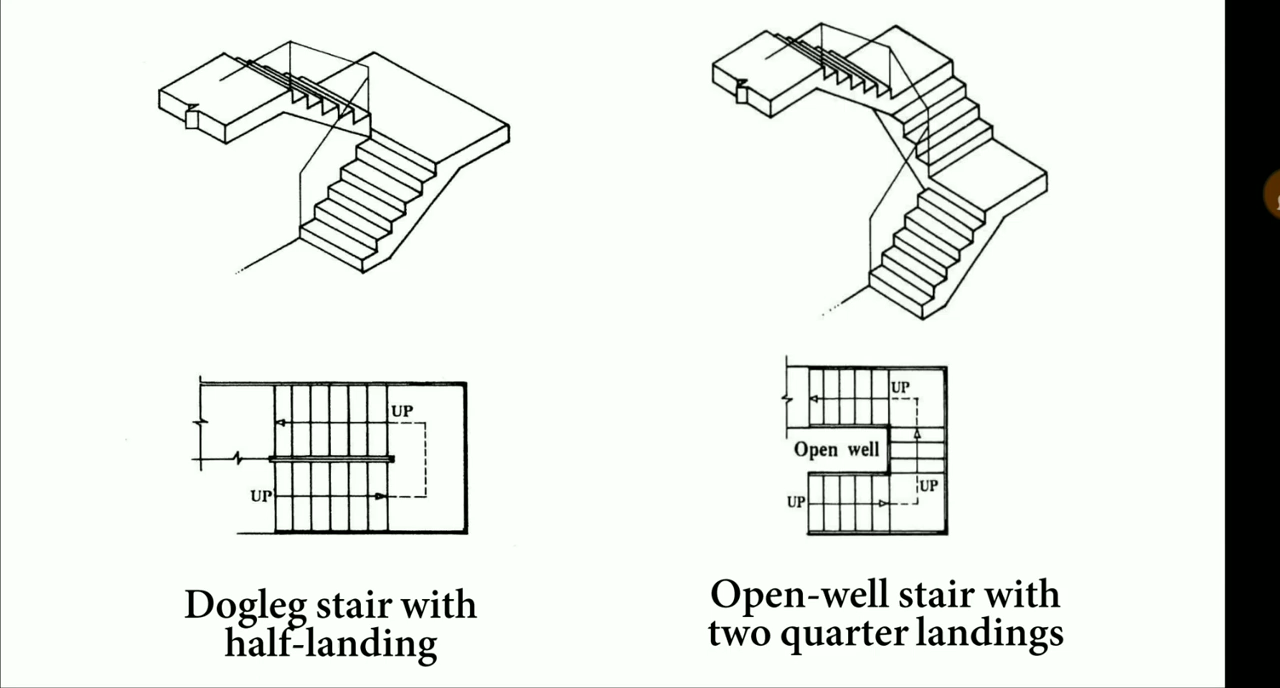 UP
UP
UP
Open well
UP
UP
Dogleg stair with
half-landing
Open-well stair with
two quarter landings